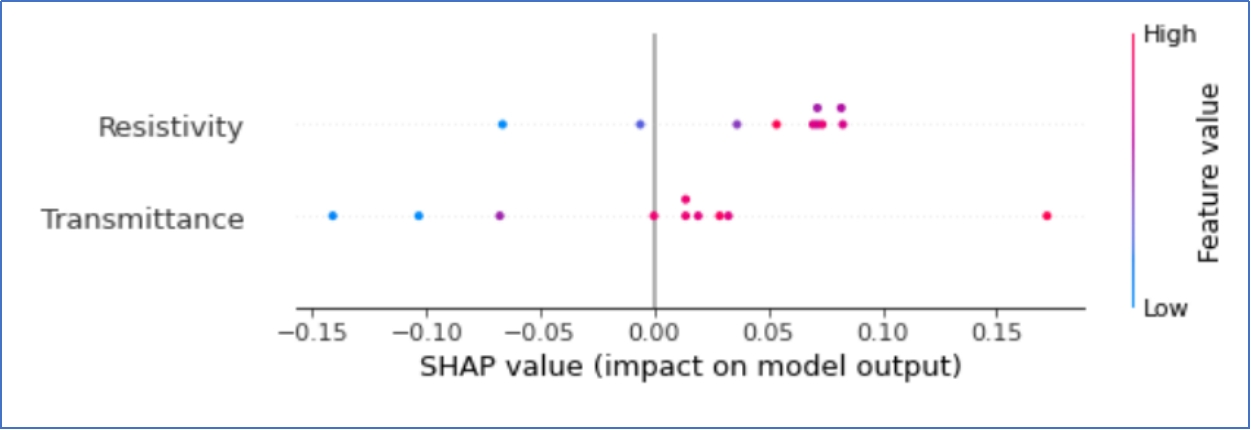 High
Resistivity
Transmittance
Feature value
Low
−0.15 −0.10 −0.05 0.00 0.05 0.10 0.15
SHAP value (impact on model output)